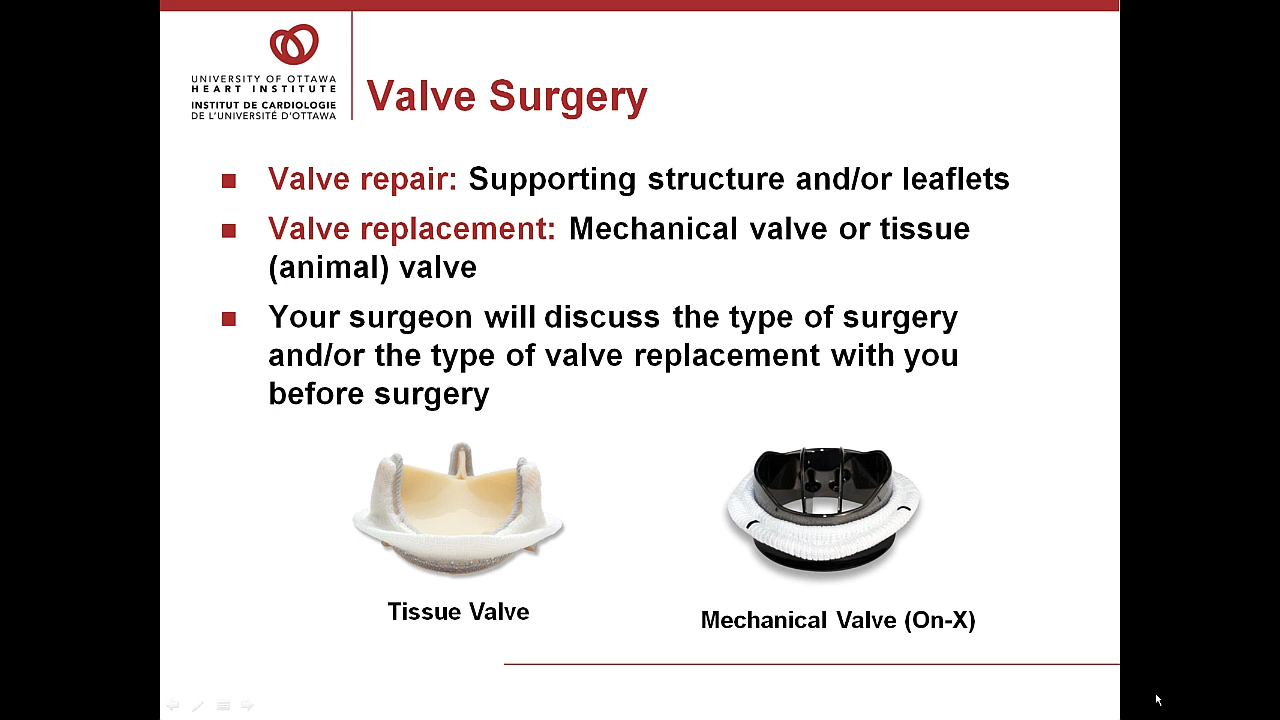 UNIVERSITY OF OTTAWA
HEART INSTITUTE
INSTITUT DE CARDIOLOGIE
DE L'UNIVERSITÉ D'OTTAWA
Valve Surgery
Valve repair: Supporting structure and/or leaflets
Valve replacement: Mechanical valve or tissue
(animal) valve
Your surgeon will discuss the type of surgery
and/or the type of valve replacement with you
before surgery
Tissue Valve
Mechanical Valve (On-X)